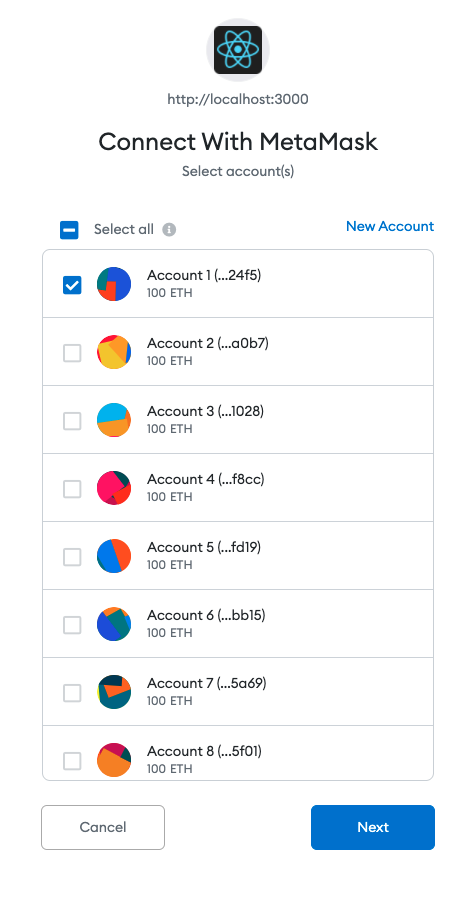 http://localhost:3000
Connect With MetaMask
Select account(s)
Select all
New Account
Account 1 (...24f5)
100 ETH
Account 2 (...a0b7)
100 ETH
Account 3 (...1028)
100 ETH
Account 4 (...f8cc)
100 ETH
Account 5 (...fd19)
100 ETH
Account 6 (...bb15)
100 ETH
Account 7 (...5a69)
100 ETH
Account 8 (...5f01)
100 ETH
Cancel
Next